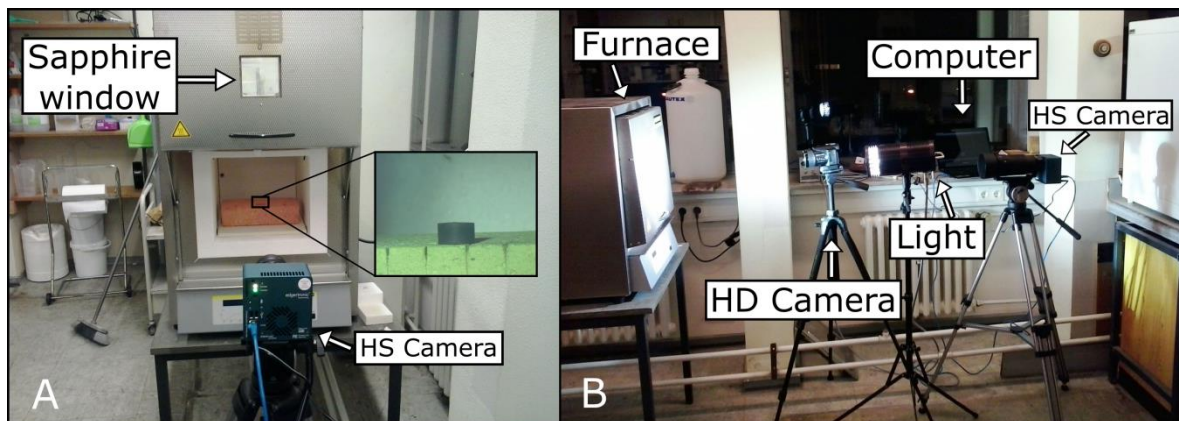 Sapphire
window
HS Camera
A
Furnace
Computer
HS Camera
Light
HD Camera
B